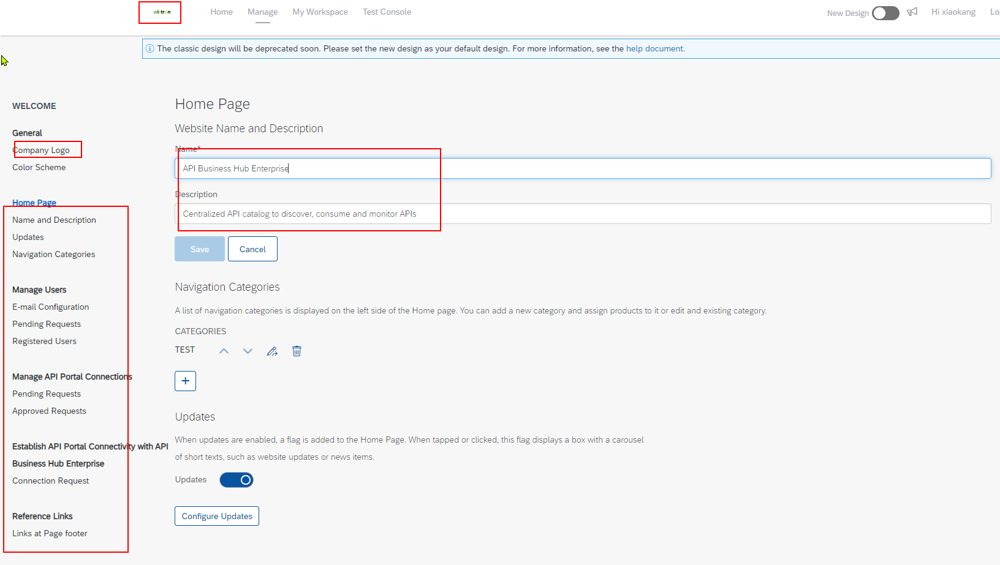 wistron
Home Manage My Workspace Test Console
New Design
Hi xiaokang Lo
The classic design will be deprecated soon. Please set the new design as your default design. For more information, see the help document.
WELCOME
General
Company Logo
Color Scheme
Home Page
Name and Description
Updates
Navigation Categories
Manage Users
E-mail Configuration
Pending Requests
Registered Users
Manage API Portal Connections
Pending Requests
Approved Requests
Establish API Portal Connectivity with API
Business Hub Enterprise
Connection Request
Reference Links
Links at Page footer
Home Page
Website Name and Description
Name*
API Business Hub Enterprise
Description
Centralized API catalog to discover, consume and monitor APIs
Save Cancel
Navigation Categories
A list of navigation categories is displayed on the left side of the Home page. You can add a new category and assign products to it or edit and existing category.
CATEGORIES
TEST
Updates
When updates are enabled, a flag is added to the Home Page. When tapped or clicked, this flag displays a box with a carousel
of short texts, such as website updates or news items.
Updates
Configure Updates